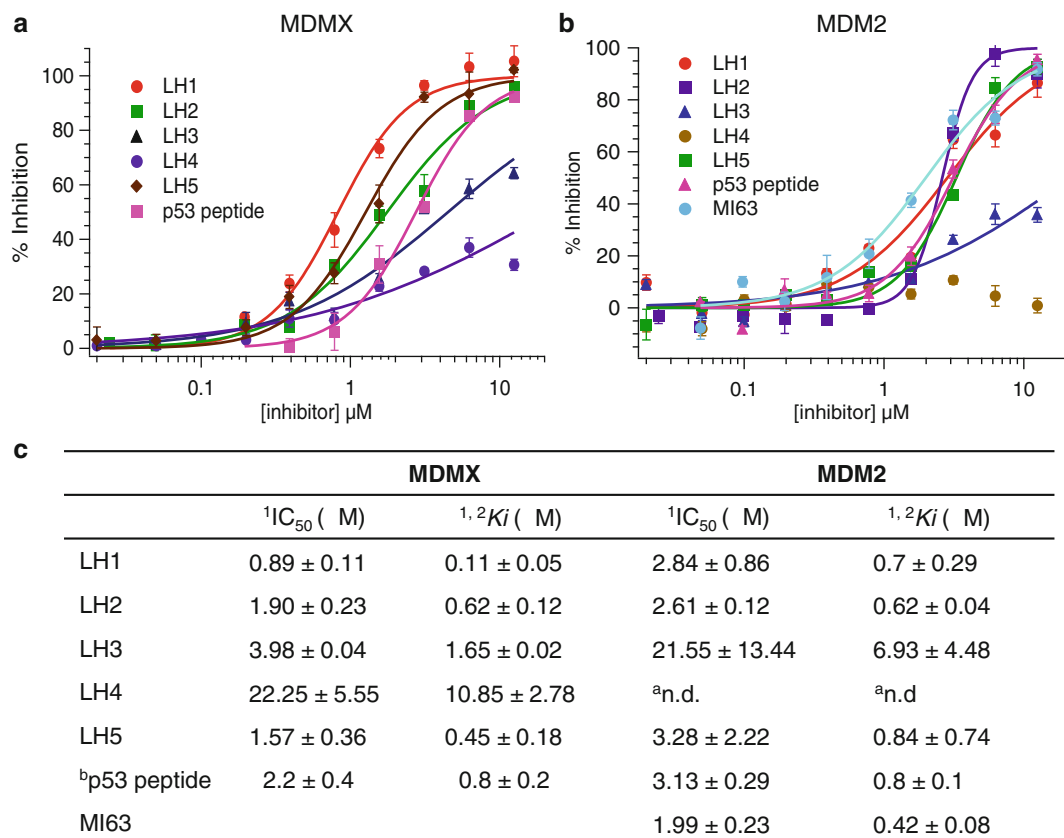 a
MDMX
100
80
60
40
20
0
% Inhibition
LH1
LH2
LH3
LH4
LH5
p53 peptide
0.1
1
10
[inhibitor] µM
b
MDM2
100
80
60
40
20
0
% Inhibition
LH1
LH2
LH3
LH4
LH5
p53 peptide
MI63
0.1
1
10
[inhibitor] µM
c
MDMX MDM2
¹IC₅₀ ( M) ¹, ²Ki ( M) ¹IC₅₀ ( M) ¹, ²Ki ( M)
LH1 0.89 ± 0.11 0.11 ± 0.05 2.84 ± 0.86 0.7 ± 0.29
LH2 1.90 ± 0.23 0.62 ± 0.12 2.61 ± 0.12 0.62 ± 0.04
LH3 3.98 ± 0.04 1.65 ± 0.02 21.55 ± 13.44 6.93 ± 4.48
LH4 22.25 ± 5.55 10.85 ± 2.78 ᵃn.d. ᵃn.d
LH5 1.57 ± 0.36 0.45 ± 0.18 3.28 ± 2.22 0.84 ± 0.74
ᵇp53 peptide 2.2 ± 0.4 0.8 ± 0.2 3.13 ± 0.29 0.8 ± 0.1
MI63 1.99 ± 0.23 0.42 ± 0.08